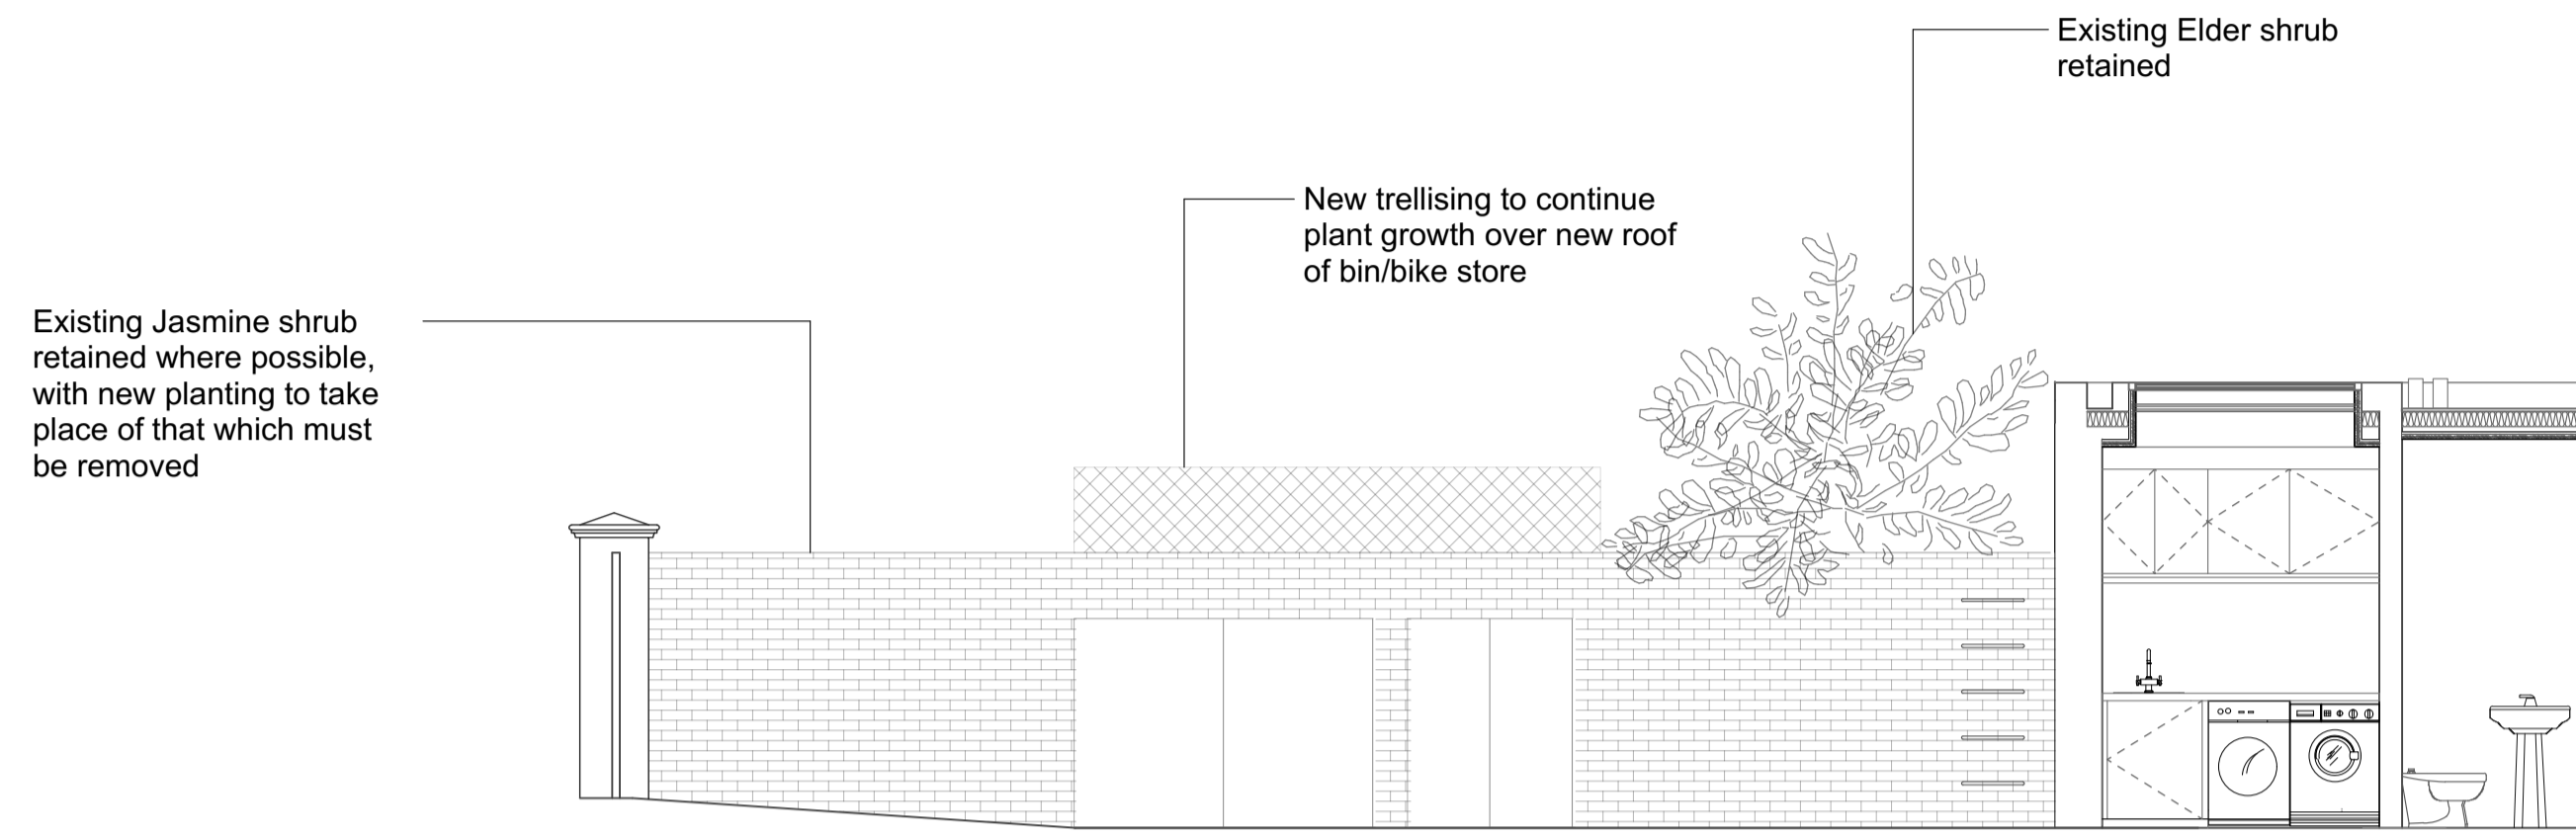 Existing Elder shrub
retained
New trellising to continue
plant growth over new roof
of bin/bike store
Existing Jasmine shrub
retained where possible,
with new planting to take
place of that which must
be removed